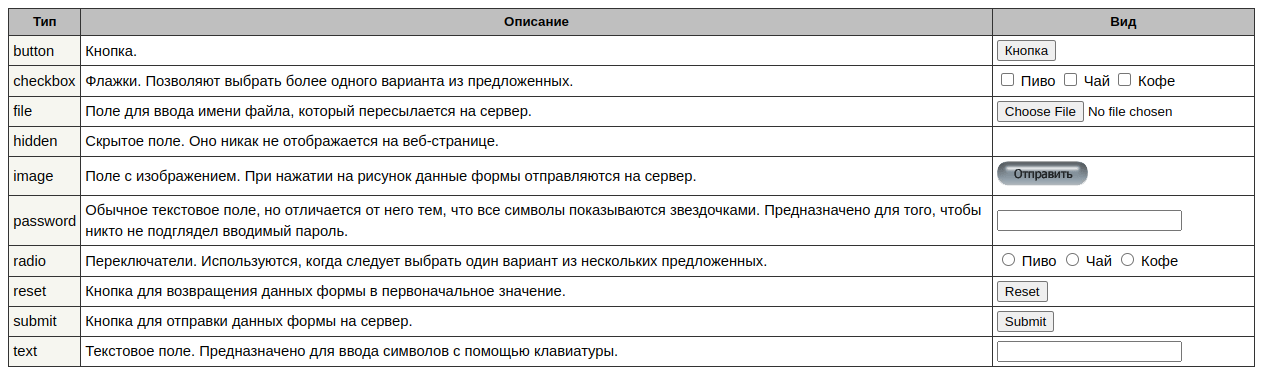 Тип Описание Вид
button Кнопка. Кнопка
checkbox Флажки. Позволяют выбрать более одного варианта из предложенных. Пиво Чай Кофе
file Поле для ввода имени файла, который пересылается на сервер. Choose File No file chosen
hidden Скрытое поле. Оно никак не отображается на веб-странице.
image Поле с изображением. При нажатии на рисунок данные формы отправляются на сервер. Отправить
password Обычное текстовое поле, но отличается от него тем, что все символы показываются звездочками. Предназначено для того, чтобы
никто не подглядел вводимый пароль.
radio Переключатели. Используются, когда следует выбрать один вариант из нескольких предложенных. Пиво Чай Кофе
reset Кнопка для возвращения данных формы в первоначальное значение. Reset
submit Кнопка для отправки данных формы на сервер. Submit
text Текстовое поле. Предназначено для ввода символов с помощью клавиатуры.